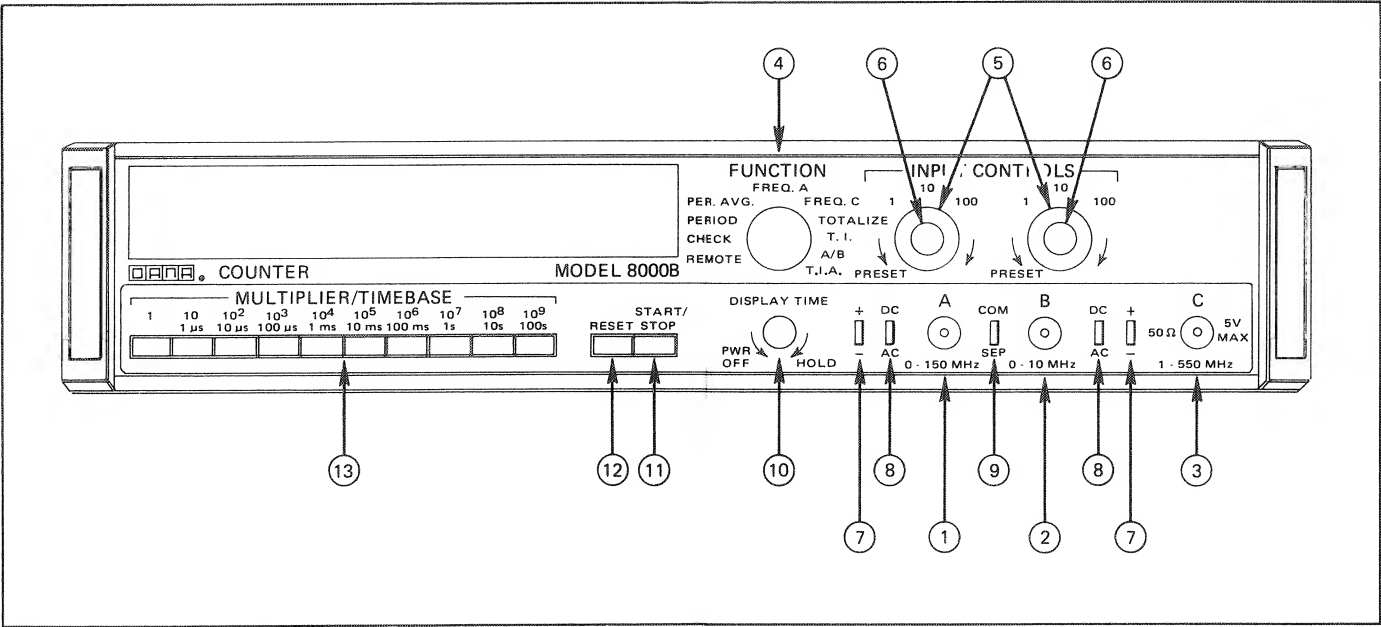 4 6 5 6
FUNCTION
INPUT CONTROLS
FREQ. A
PER. AVG. FREQ. C
PERIOD TOTALIZE
CHECK T. I.
REMOTE A/B
T.I.A.
1 10 100
PRESET
1 10 100
PRESET
DANA. COUNTER MODEL 8000B
MULTIPLIER/TIMEBASE
1 10 10² 10³ 10⁴ 10⁵ 10⁶ 10⁷ 10⁸ 10⁹
1 µs 10 µs 100 µs 1 ms 10 ms 100 ms 1s 10s 100s
START/
RESET STOP
DISPLAY TIME
PWR
OFF HOLD
+ DC A COM B DC + C
50Ω 5V
MAX
− AC SEP AC −
0 - 150 MHz 0 - 10 MHz 1 - 550 MHz
13 12 11 10 8 9 8 3
7 1 2 7